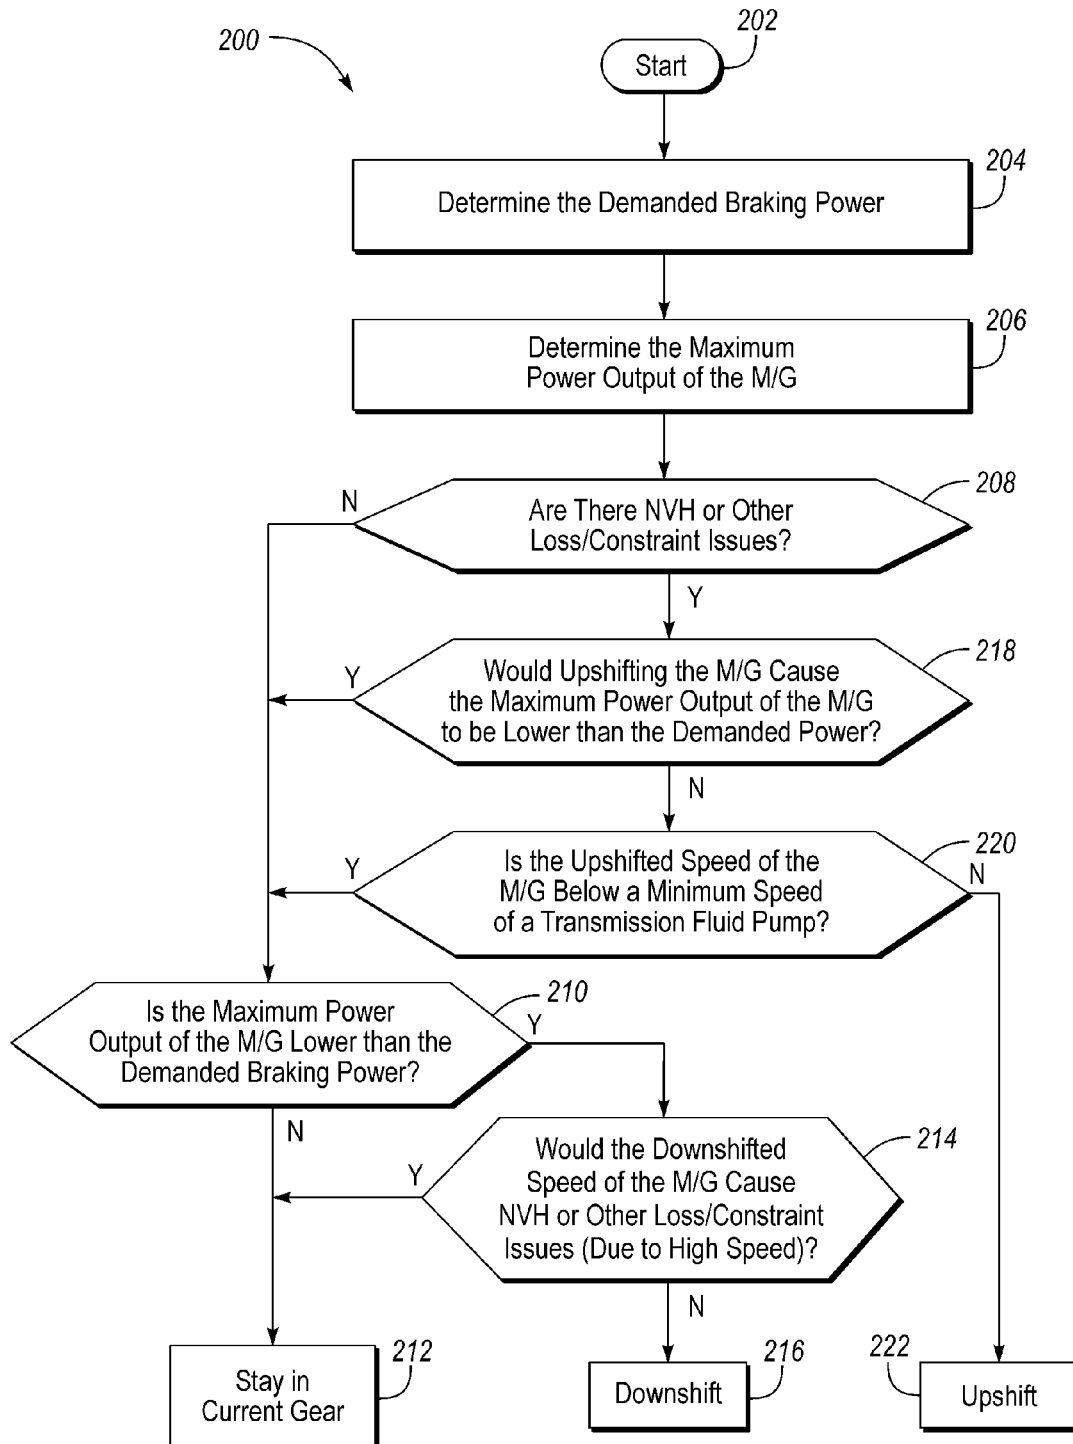 200
202
Start
204
Determine the Demanded Braking Power
206
Determine the Maximum
Power Output of the M/G
208
N
Are There NVH or Other
Loss/Constraint Issues?
Y
218
Y
Would Upshifting the M/G Cause
the Maximum Power Output of the M/G
to be Lower than the Demanded Power?
N
220
Y
Is the Upshifted Speed of the
M/G Below a Minimum Speed
of a Transmission Fluid Pump?
N
210
Is the Maximum Power
Output of the M/G Lower than the
Demanded Braking Power?
Y
N
214
Y
Would the Downshifted
Speed of the M/G Cause
NVH or Other Loss/Constraint
Issues (Due to High Speed)?
N
212
Stay in
Current Gear
216
Downshift
222
Upshift